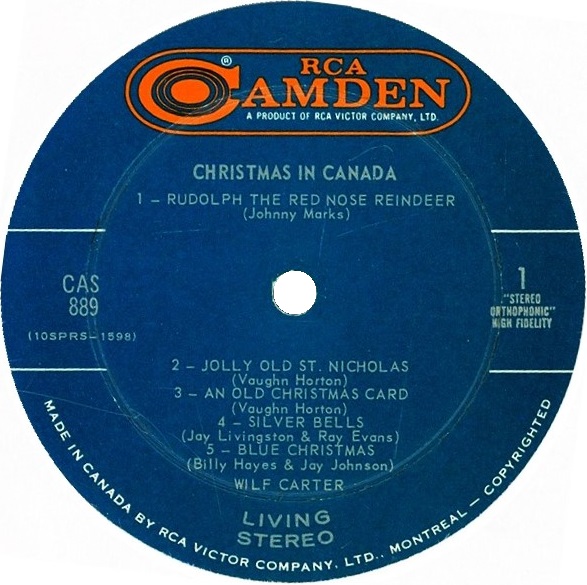 ®
RCA
CAMDEN
A PRODUCT OF RCA VICTOR COMPANY, LTD.
CHRISTMAS IN CANADA
1 – RUDOLPH THE RED NOSE REINDEER
(Johnny Marks)
CAS
889
(10SPRS-1598)
1
"STEREO
ORTHOPHONIC"
HIGH FIDELITY
2 – JOLLY OLD ST. NICHOLAS
(Vaughn Horton)
3 – AN OLD CHRISTMAS CARD
(Vaughn Horton)
4 – SILVER BELLS
(Jay Livingston & Ray Evans)
5 – BLUE CHRISTMAS
(Billy Hayes & Jay Johnson)
WILF CARTER
LIVING
STEREO
MADE IN CANADA BY RCA VICTOR COMPANY, LTD., MONTREAL – COPYRIGHTED